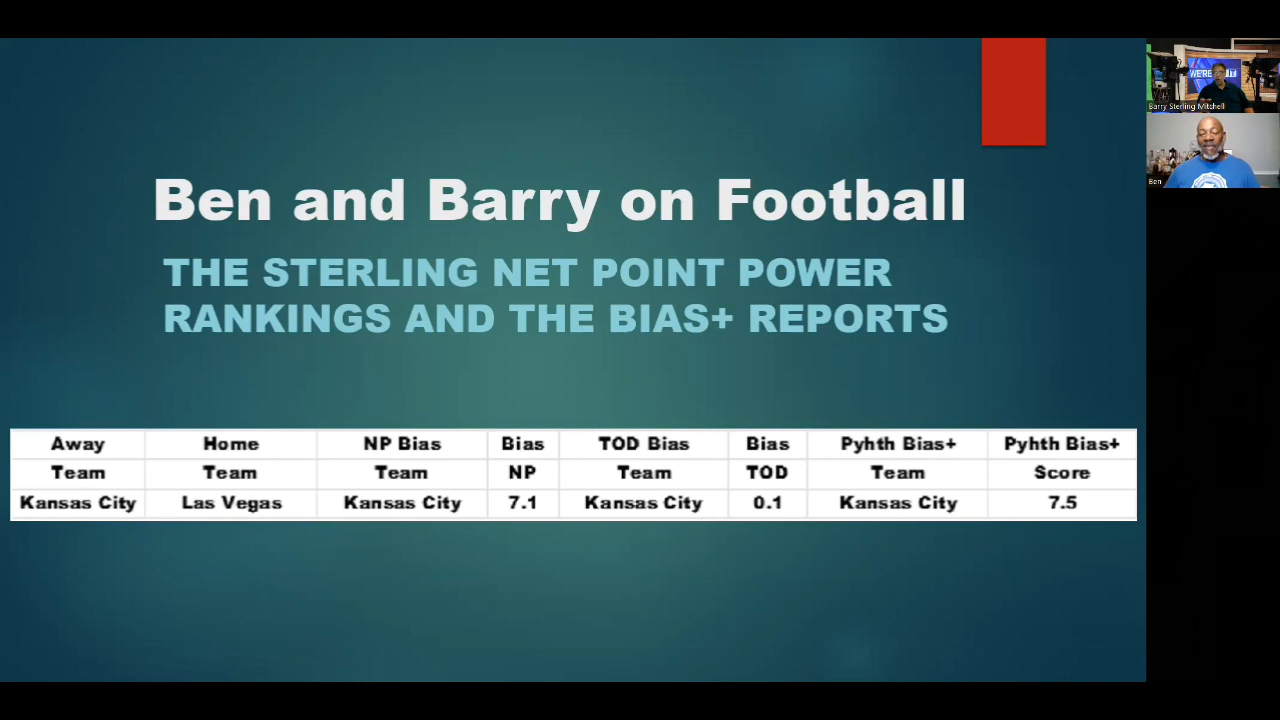 Ben and Barry on Football
THE STERLING NET POINT POWER
RANKINGS AND THE BIAS+ REPORTS
Away Home NP Bias Bias TOD Bias Bias Pyhth Bias+ Pyhth Bias+
Team Team Team NP Team TOD Team Score
Kansas City Las Vegas Kansas City 7.1 Kansas City 0.1 Kansas City 7.5
WE'RE
Barry Sterling Mitchell
Ben